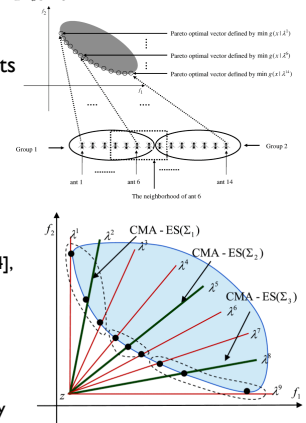 f₂
Pareto optimal vector defined by min g(x | λ¹)
Pareto optimal vector defined by min g(x | λ⁶)
Pareto optimal vector defined by min g(x | λ¹⁴)
ts
f₁
Group 1
Group 2
ant 1
ant 6
ant 14
The neighborhood of ant 6
f₂
λ¹
λ²
CMA - ES(Σ₁)
λ³
CMA - ES(Σ₂)
4],
λ⁴
λ⁵
CMA - ES(Σ₃)
λ⁶
λ⁷
λ⁸
λ⁹
z
f₁
y